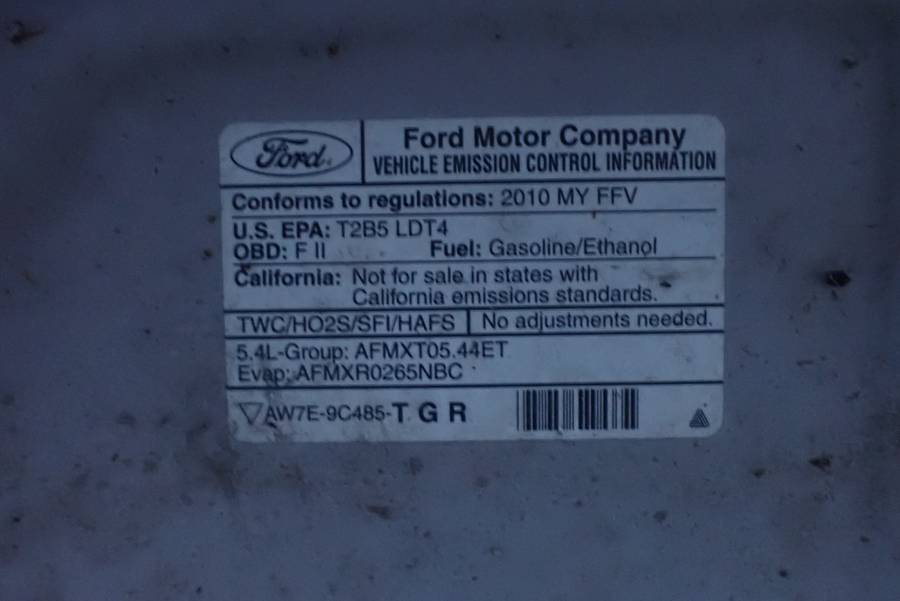 Ford
Ford Motor Company
VEHICLE EMISSION CONTROL INFORMATION
Conforms to regulations: 2010 MY FFV
U.S. EPA: T2B5 LDT4
OBD: F II Fuel: Gasoline/Ethanol
California: Not for sale in states with
California emissions standards.
TWC/HO2S/SFI/HAFS No adjustments needed.
5.4L-Group: AFMXT05.44ET
Evap: AFMXR0265NBC
AW7E-9C485-T G R